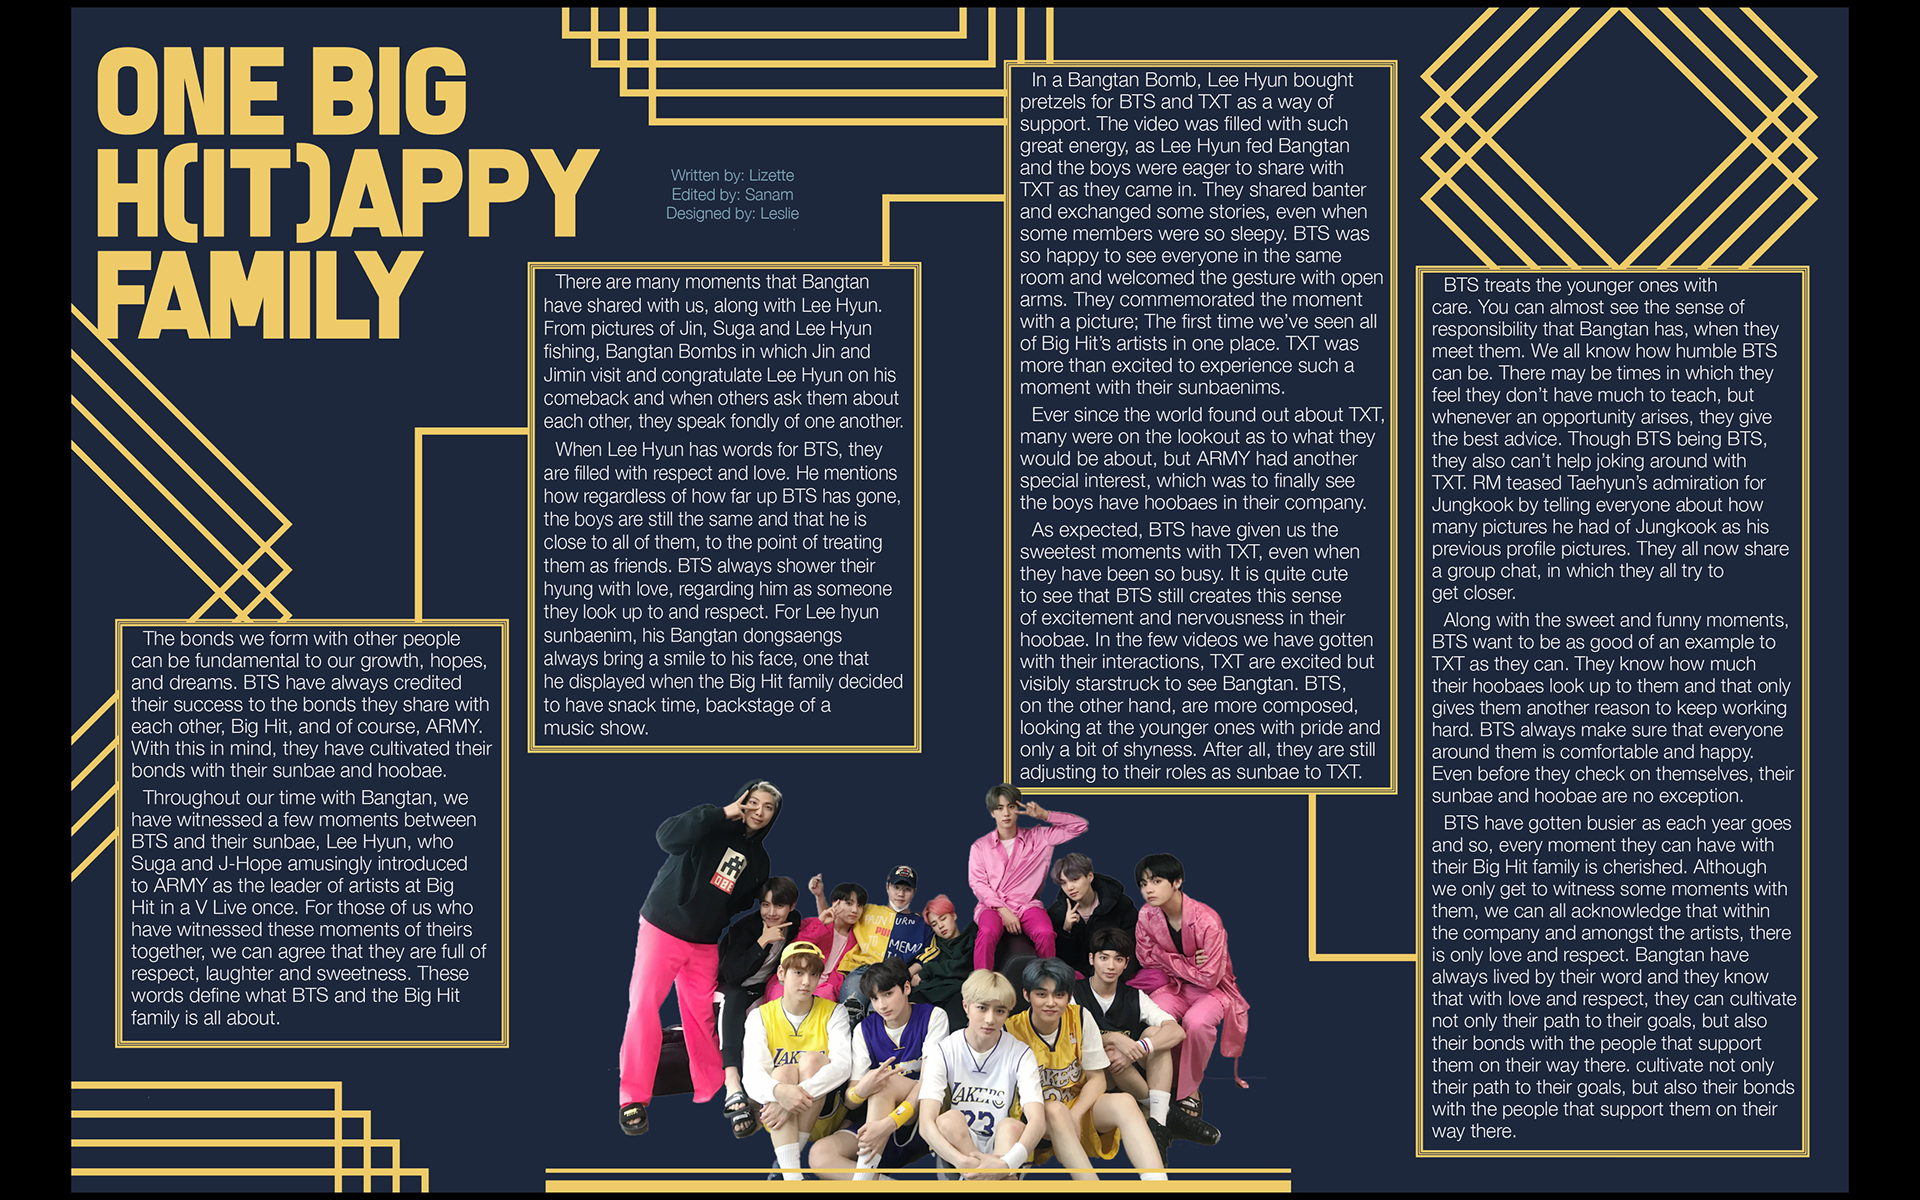 ONE BIG
H(IT)APPY
FAMILY
Written by: Lizette
Edited by: Sanam
Designed by: Leslie
The bonds we form with other people
can be fundamental to our growth, hopes,
and dreams. BTS have always credited
their success to the bonds they share with
each other, Big Hit, and of course, ARMY.
With this in mind, they have cultivated their
bonds with their sunbae and hoobae.
Throughout our time with Bangtan, we
have witnessed a few moments between
BTS and their sunbae, Lee Hyun, who
Suga and J-Hope amusingly introduced
to ARMY as the leader of artists at Big
Hit in a V Live once. For those of us who
have witnessed these moments of theirs
together, we can agree that they are full of
respect, laughter and sweetness. These
words define what BTS and the Big Hit
family is all about.
There are many moments that Bangtan
have shared with us, along with Lee Hyun.
From pictures of Jin, Suga and Lee Hyun
fishing, Bangtan Bombs in which Jin and
Jimin visit and congratulate Lee Hyun on his
comeback and when others ask them about
each other, they speak fondly of one another.
When Lee Hyun has words for BTS, they
are filled with respect and love. He mentions
how regardless of how far up BTS has gone,
the boys are still the same and that he is
close to all of them, to the point of treating
them as friends. BTS always shower their
hyung with love, regarding him as someone
they look up to and respect. For Lee hyun
sunbaenim, his Bangtan dongsaengs
always bring a smile to his face, one that
he displayed when the Big Hit family decided
to have snack time, backstage of a
music show.
In a Bangtan Bomb, Lee Hyun bought
pretzels for BTS and TXT as a way of
support. The video was filled with such
great energy, as Lee Hyun fed Bangtan
and the boys were eager to share with
TXT as they came in. They shared banter
and exchanged some stories, even when
some members were so sleepy. BTS was
so happy to see everyone in the same
room and welcomed the gesture with open
arms. They commemorated the moment
with a picture; The first time we've seen all
of Big Hit's artists in one place. TXT was
more than excited to experience such a
moment with their sunbaenims.
Ever since the world found out about TXT,
many were on the lookout as to what they
would be about, but ARMY had another
special interest, which was to finally see
the boys have hoobaes in their company.
As expected, BTS have given us the
sweetest moments with TXT, even when
they have been so busy. It is quite cute
to see that BTS still creates this sense
of excitement and nervousness in their
hoobae. In the few videos we have gotten
with their interactions, TXT are excited but
visibly starstruck to see Bangtan. BTS,
on the other hand, are more composed,
looking at the younger ones with pride and
only a bit of shyness. After all, they are still
adjusting to their roles as sunbae to TXT.
BTS treats the younger ones with
care. You can almost see the sense of
responsibility that Bangtan has, when they
meet them. We all know how humble BTS
can be. There may be times in which they
feel they don't have much to teach, but
whenever an opportunity arises, they give
the best advice. Though BTS being BTS,
they also can't help joking around with
TXT. RM teased Taehyun's admiration for
Jungkook by telling everyone about how
many pictures he had of Jungkook as his
previous profile pictures. They all now share
a group chat, in which they all try to
get closer.
Along with the sweet and funny moments,
BTS want to be as good of an example to
TXT as they can. They know how much
their hoobaes look up to them and that only
gives them another reason to keep working
hard. BTS always make sure that everyone
around them is comfortable and happy.
Even before they check on themselves, their
sunbae and hoobae are no exception.
BTS have gotten busier as each year goes
and so, every moment they can have with
their Big Hit family is cherished. Although
we only get to witness some moments with
them, we can all acknowledge that within
the company and amongst the artists, there
is only love and respect. Bangtan have
always lived by their word and they know
that with love and respect, they can cultivate
not only their path to their goals, but also
their bonds with the people that support
them on their way there. cultivate not only
their path to their goals, but also their bonds
with the people that support them on their
way there.
LAKERS
23